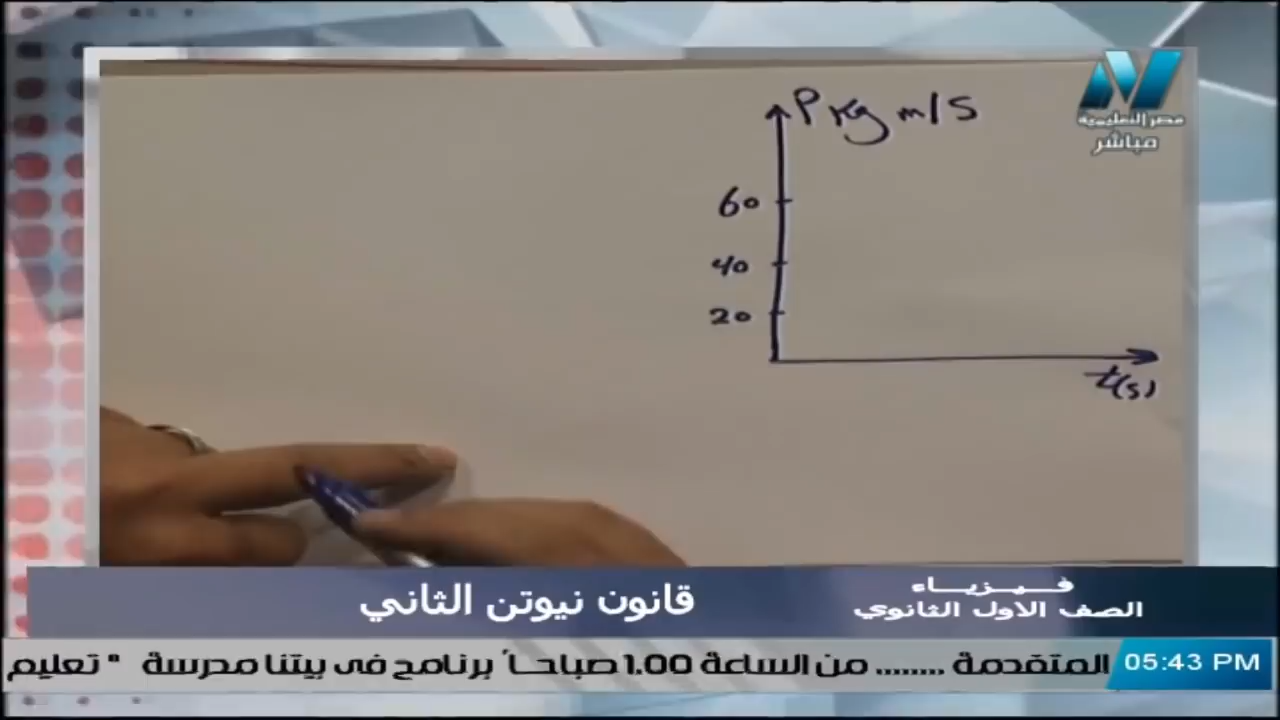 P kg m/s
60
40
20
t(s)
مصر التعليمية
مباشر
فيزياء
الصف الاول الثانوي
قانون نيوتن الثاني
المتقدمة ........ من الساعة 1.00 صباحاً برنامج فى بيتنا مدرسة " تعليم
05:43 PM